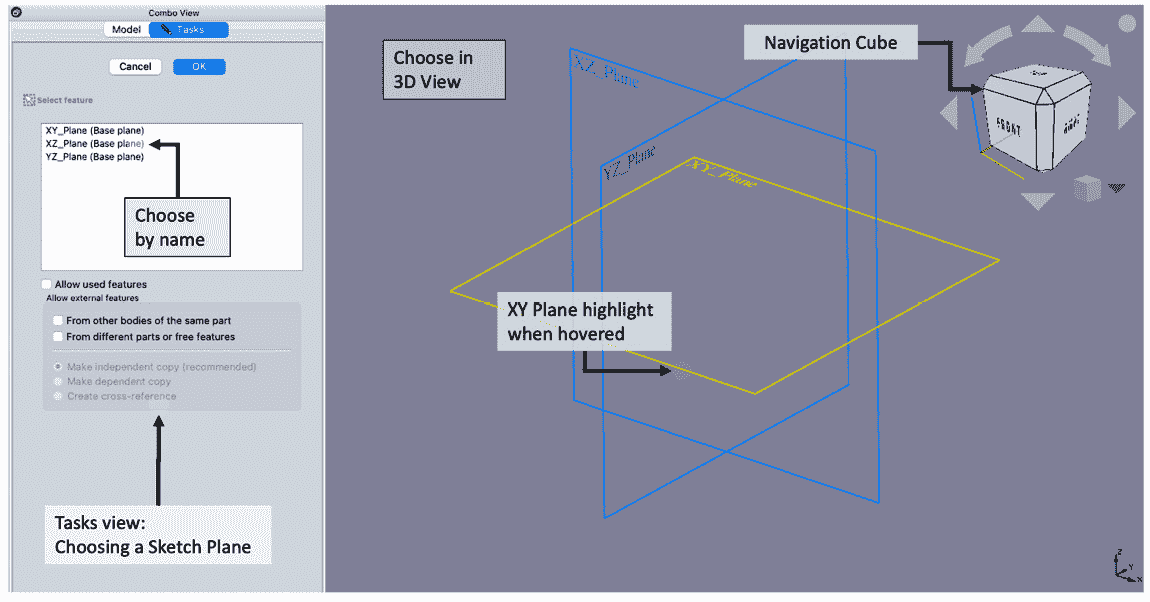 Combo View
Model
Tasks
Cancel
OK
Select feature
XY_Plane (Base plane)
XZ_Plane (Base plane)
YZ_Plane (Base plane)
Choose
by name
Allow used features
Allow external features
From other bodies of the same part
From different parts or free features
Make independent copy (recommended)
Make dependent copy
Create cross-reference
Tasks view:
Choosing a Sketch Plane
Choose in
3D View
XZ_Plane
YZ_Plane
XY_Plane
XY Plane highlight
when hovered
Navigation Cube
FRONT
Z
Y
X